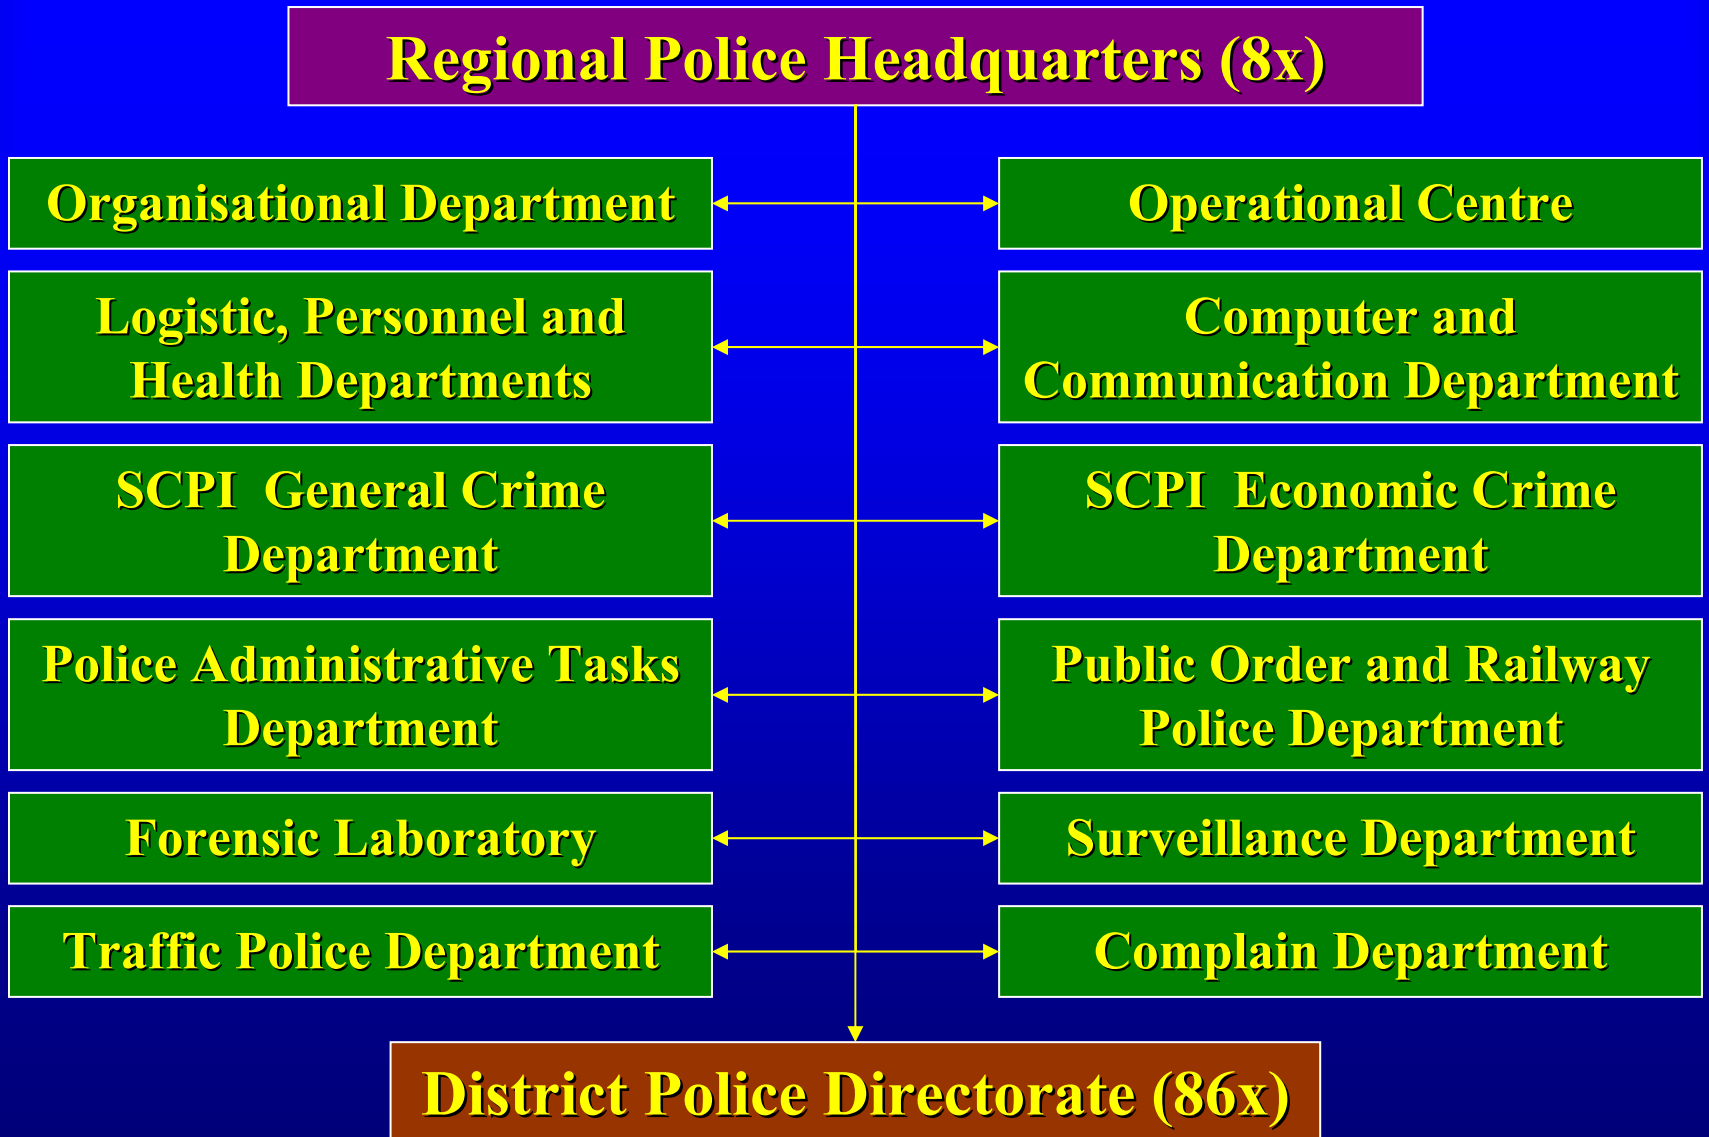 Regional Police Headquarters (8x)
Organisational Department
Operational Centre
Logistic, Personnel and
Health Departments
Computer and
Communication Department
SCPI  General Crime
Department
SCPI  Economic Crime
Department
Police Administrative Tasks
Department
Public Order and Railway
Police Department
Forensic Laboratory
Surveillance Department
Traffic Police Department
Complain Department
District Police Directorate (86x)